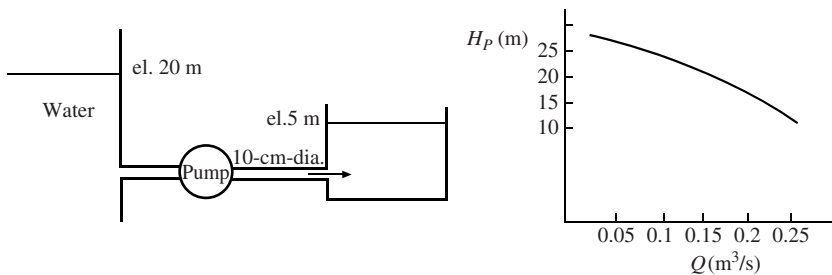 el. 20 m
Water
el.5 m
10-cm-dia.
Pump
H_P (m)
25
20
15
10
0.05 0.1 0.15 0.2 0.25
Q(m³/s)